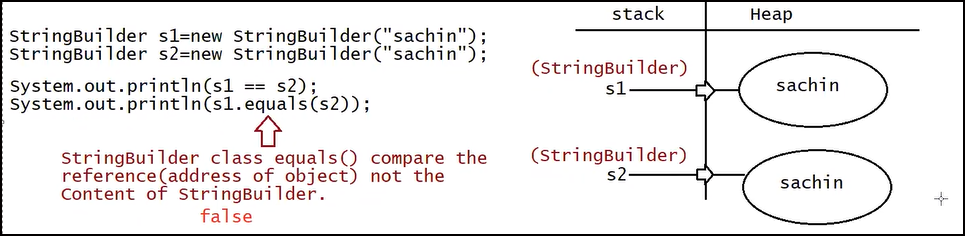 StringBuilder s1=new StringBuilder("sachin");
StringBuilder s2=new StringBuilder("sachin");
System.out.println(s1 == s2);
System.out.println(s1.equals(s2));
StringBuilder class equals() compare the
reference(address of object) not the
Content of StringBuilder.
false
stack Heap
(StringBuilder)
s1 sachin
(StringBuilder)
s2 sachin